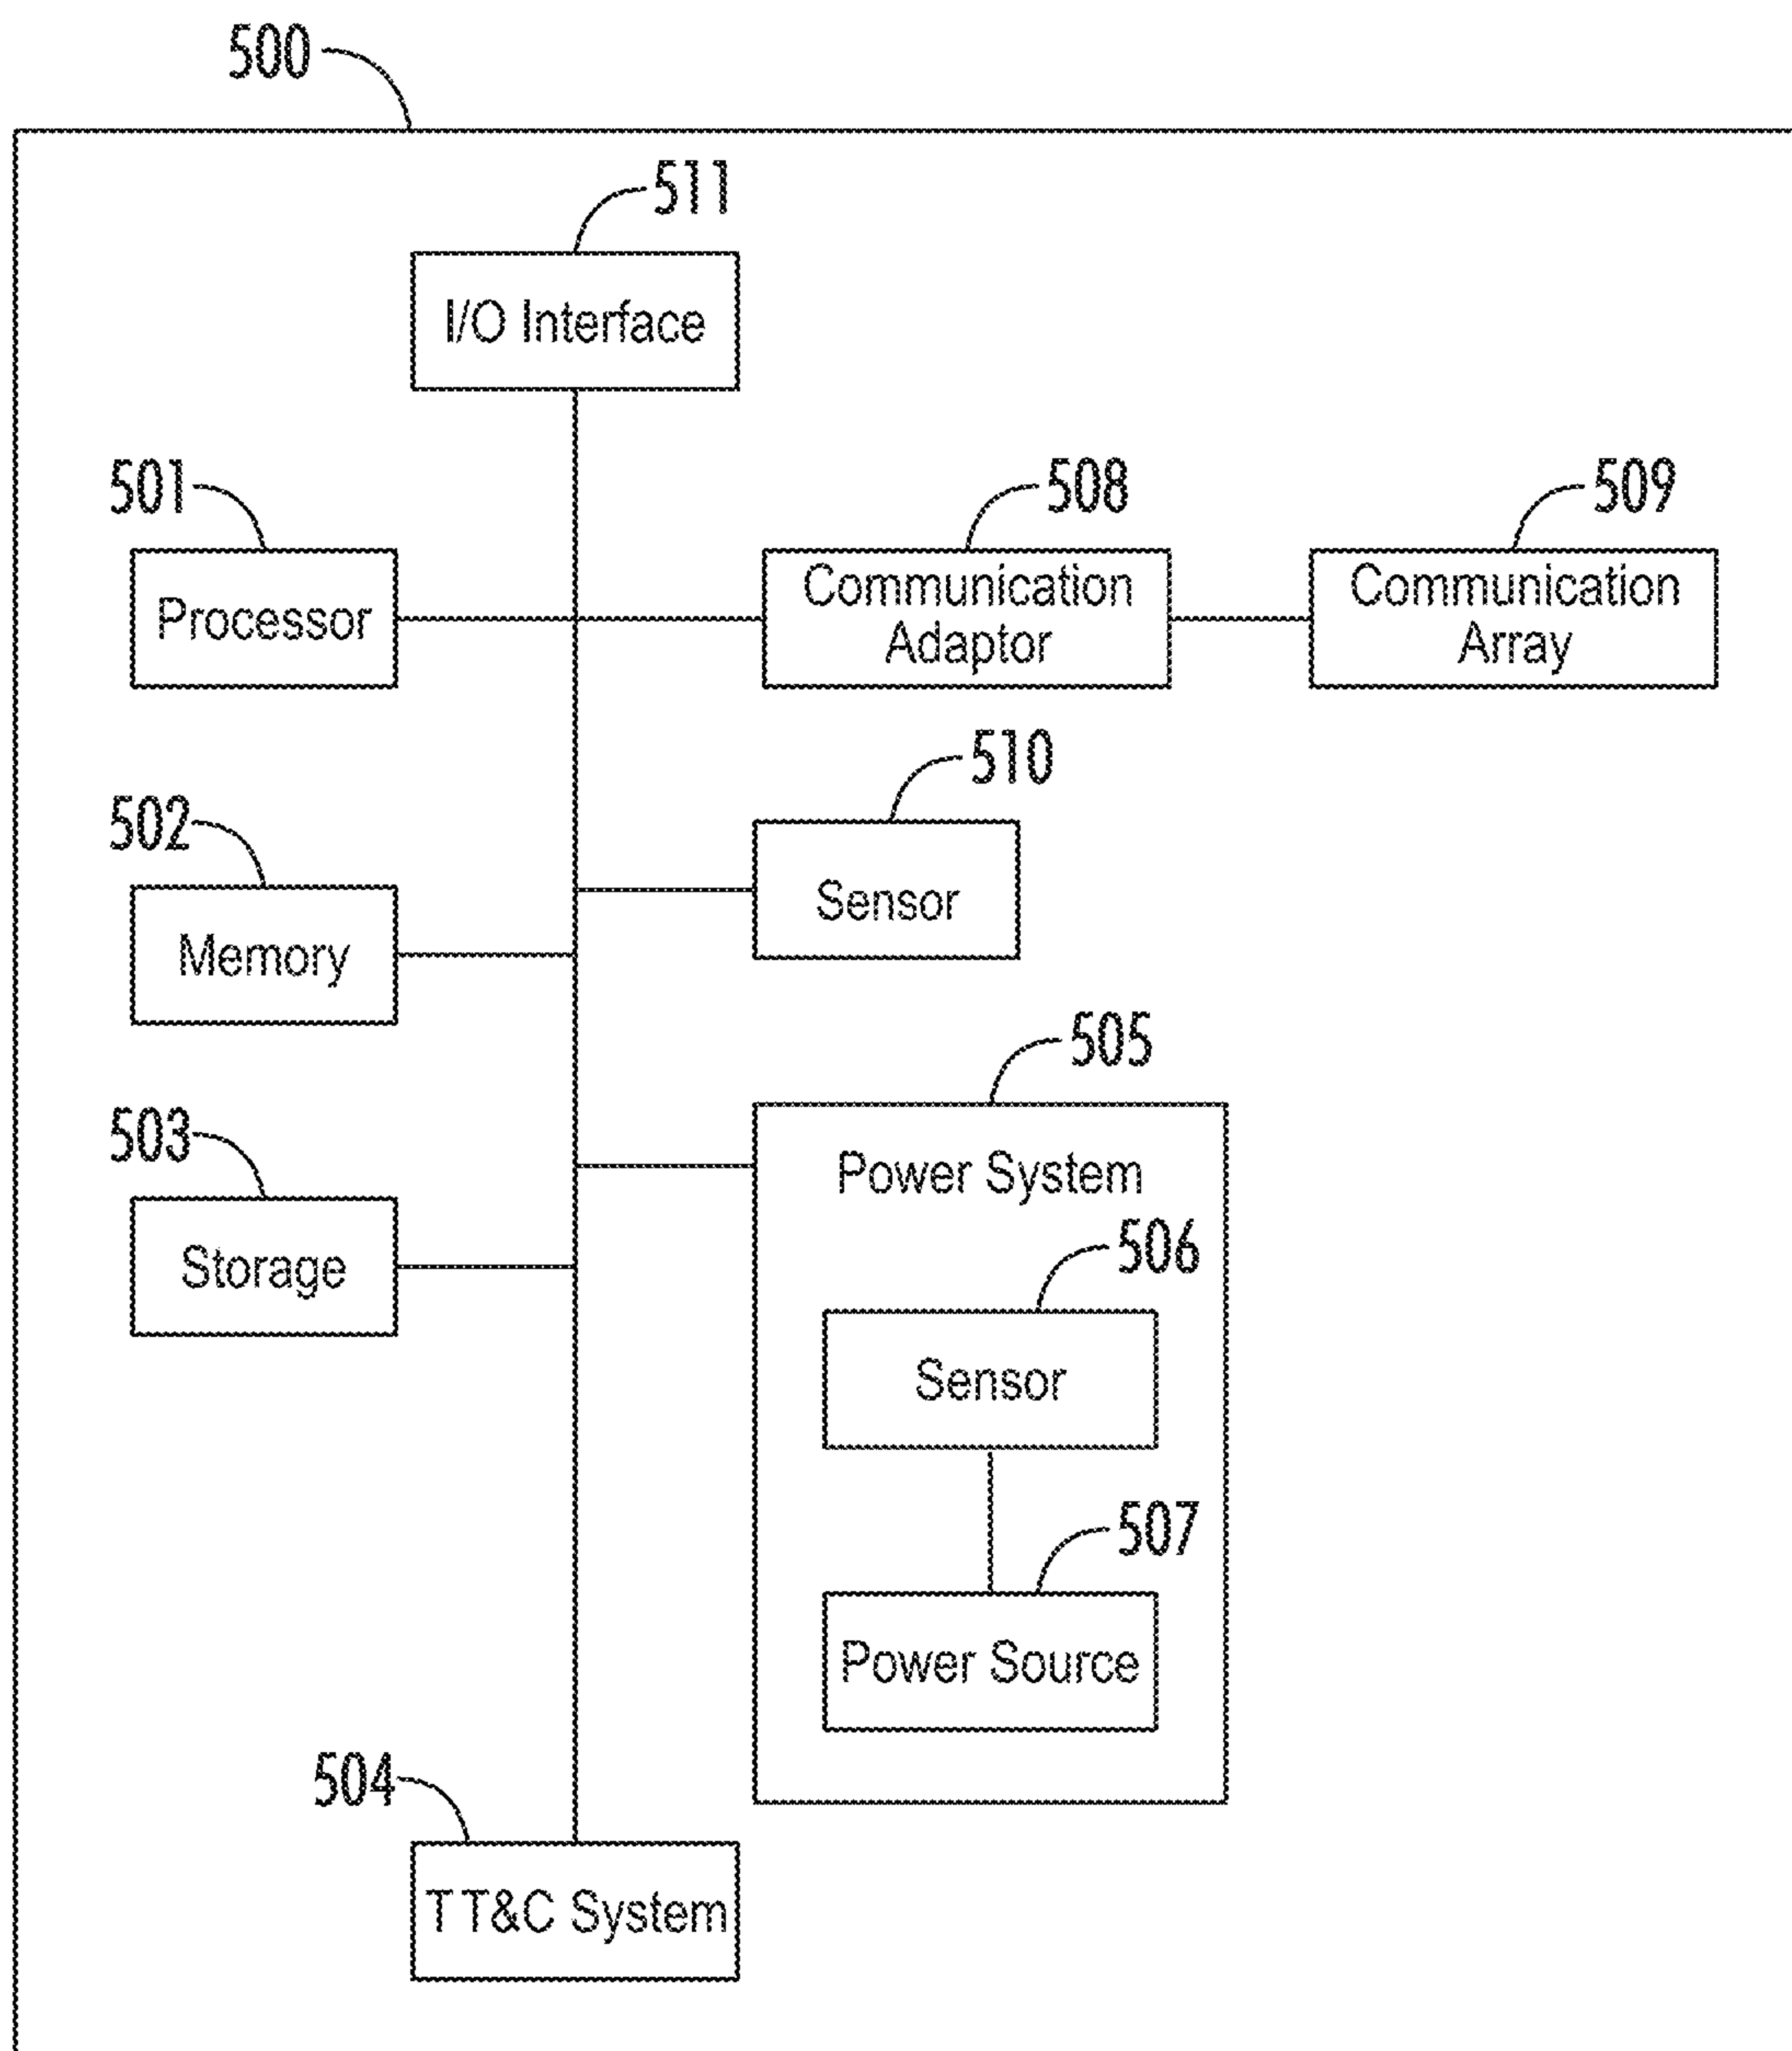 500
511
I/O Interface
501
508
509
Processor
Communication
Adaptor
Communication
Array
510
502
Sensor
Memory
505
503
Power System
Storage
506
Sensor
507
Power Source
504
TT&C System